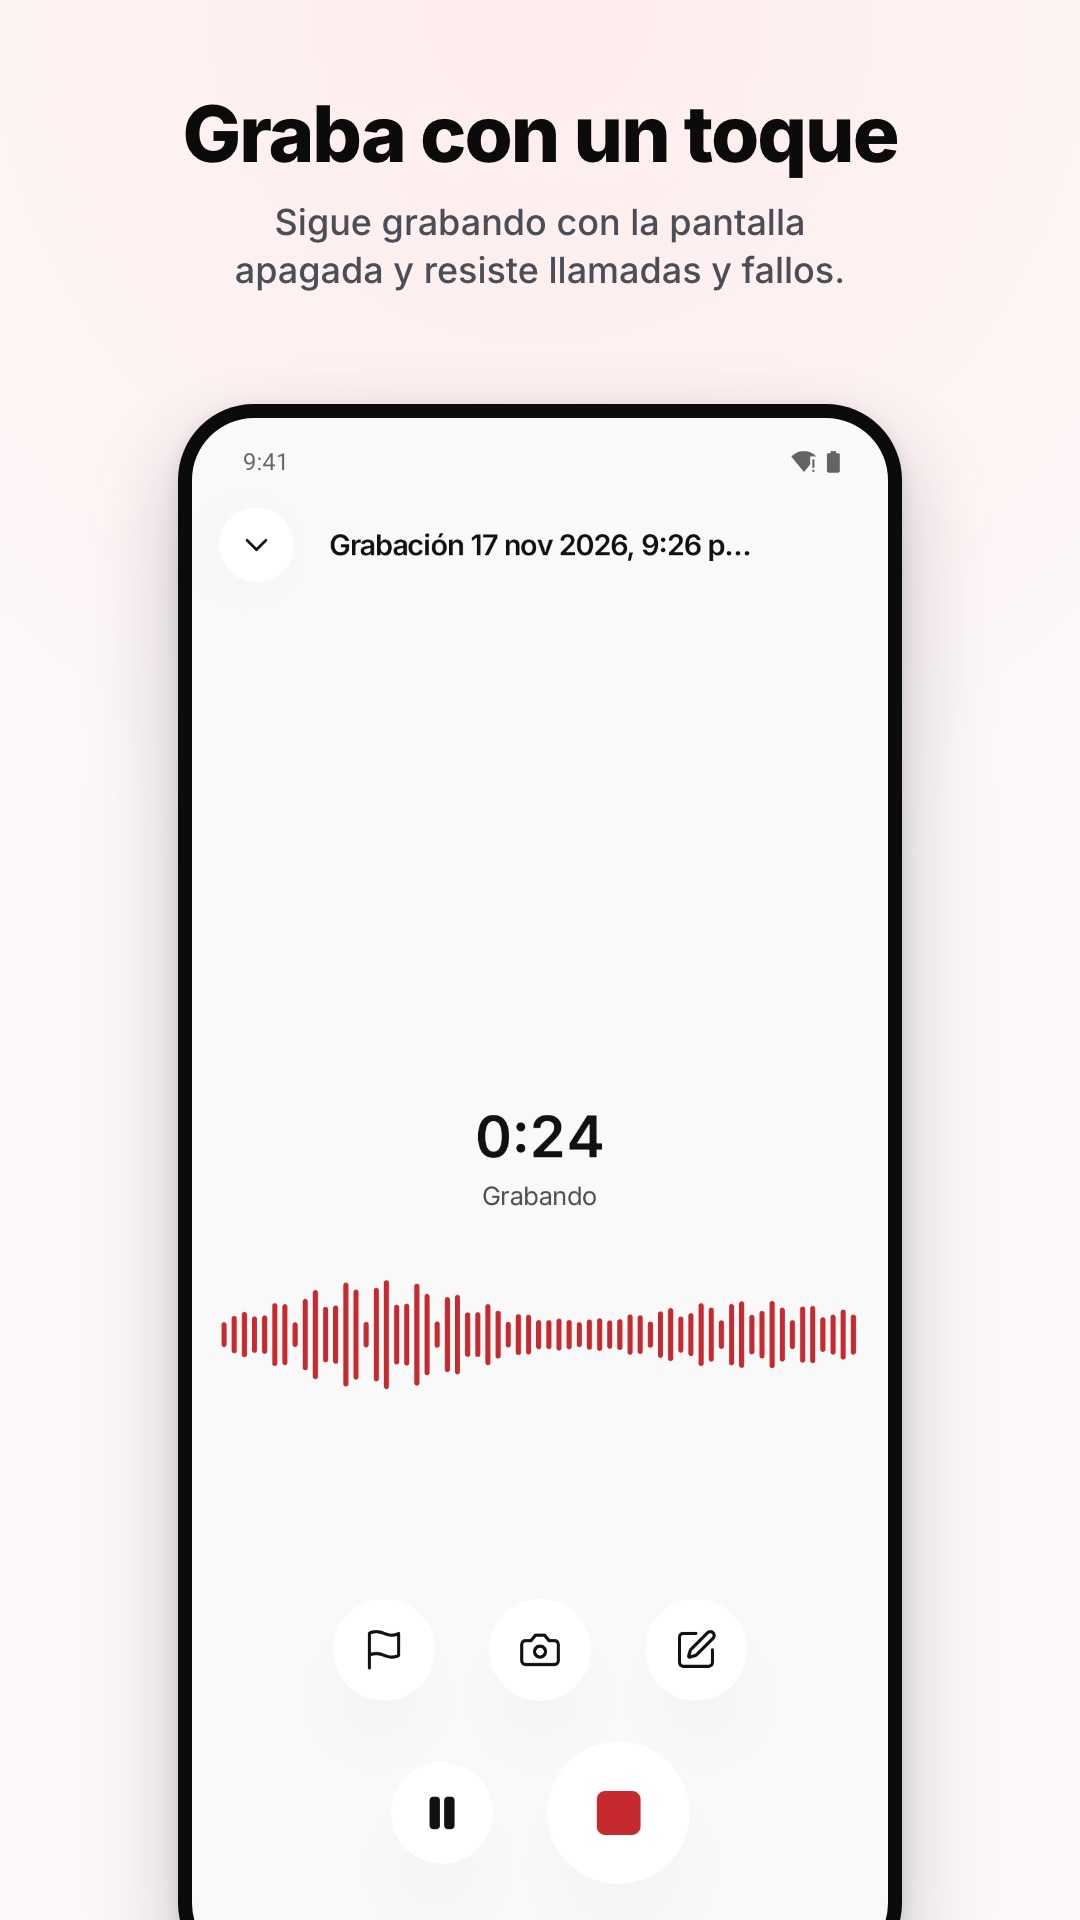 Graba con un toque
Sigue grabando con la pantalla
apagada y resiste llamadas y fallos.
9:41
Grabación 17 nov 2026, 9:26 p...
0:24
Grabando